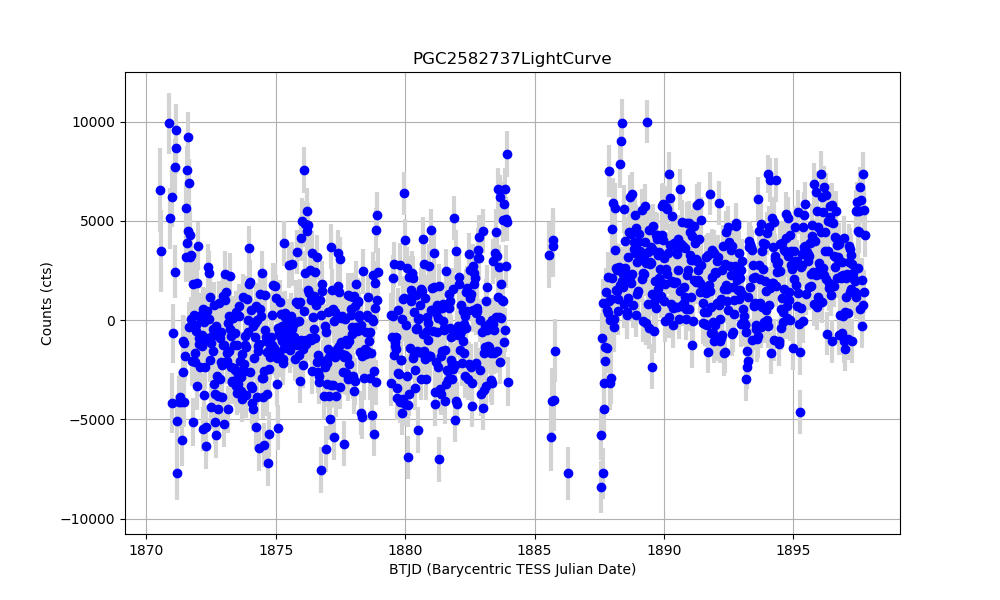 PGC2582737LightCurve
10000
5000
0
−5000
−10000
Counts (cts)
1870 1875 1880 1885 1890 1895
BTJD (Barycentric TESS Julian Date)